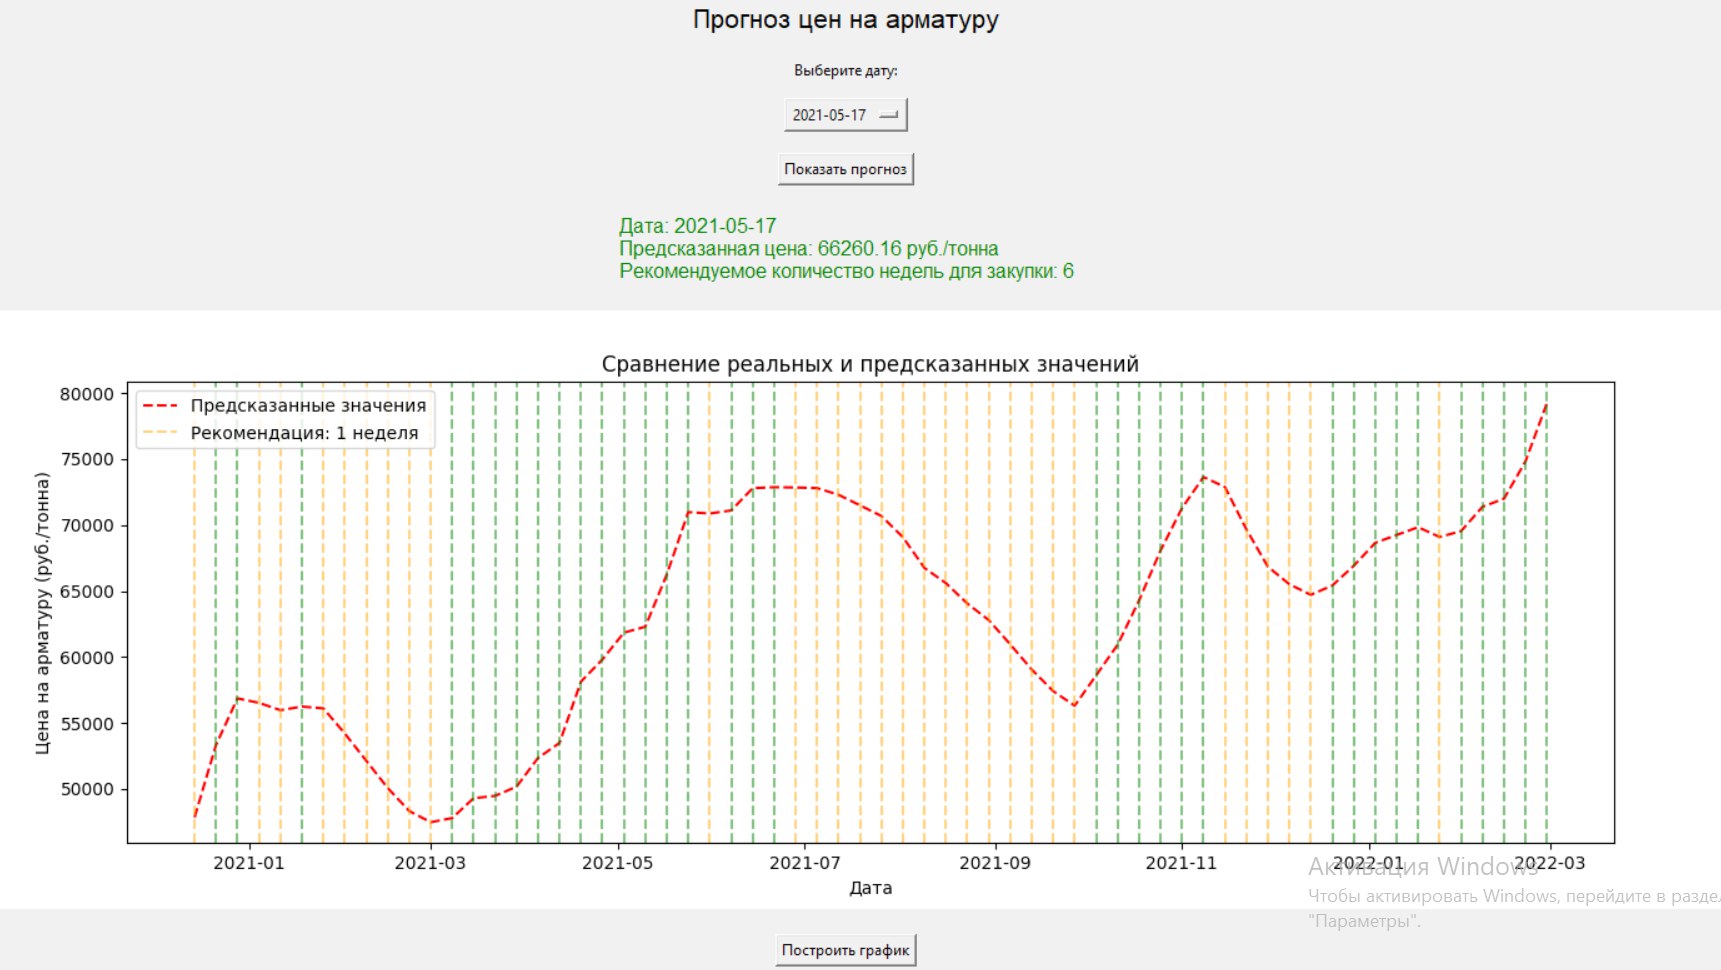 Прогноз цен на арматуру
Выберите дату:
2021-05-17
Показать прогноз
Дата: 2021-05-17
Предсказанная цена: 66260.16 руб./тонна
Рекомендуемое количество недель для закупки: 6
Сравнение реальных и предсказанных значений
Предсказанные значения
Рекомендация: 1 неделя
Цена на арматуру (руб./тонна)
80000
75000
70000
65000
60000
55000
50000
2021-01 2021-03 2021-05 2021-07 2021-09 2021-11 2022-01 2022-03
Дата
Активация Windows
Чтобы активировать Windows, перейдите в
"Параметры".
Построить график